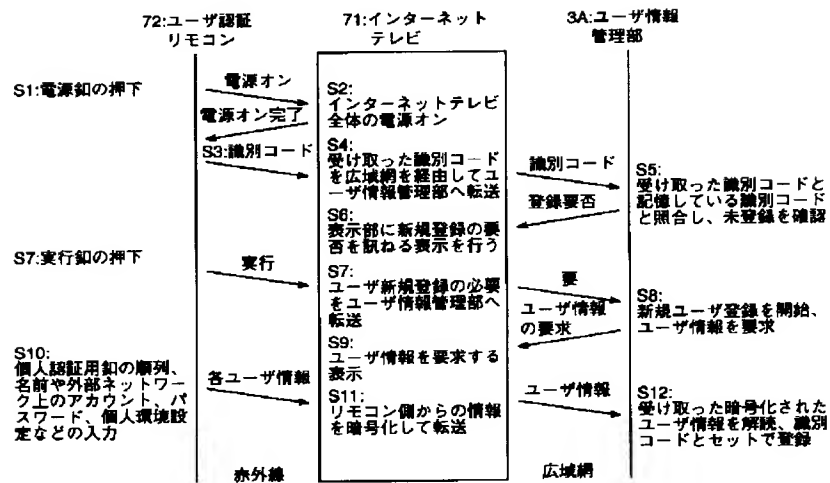 72:ユーザ認証
リモコン
71:インターネット
テレビ
3A:ユーザ情報
管理部
S1:電源釦の押下
電源オン
S2:
インターネットテレビ
全体の電源オン
電源オン完了
S3:識別コード
S4:
受け取った識別コード
を広域網を経由してユ
ーザ情報管理部へ転送
識別コード
S5:
受け取った識別コードと
記憶している識別コード
と照合し、未登録を確認
登録要否
S6:
表示部に新規登録の要
否を訊ねる表示を行う
S7:実行釦の押下
実行
S7:
ユーザ新規登録の必要
をユーザ情報管理部へ
転送
要
S8:
新規ユーザ登録を開始、
ユーザ情報を要求
ユーザ情報
の要求
S9:
ユーザ情報を要求する
表示
S10:
個人認証用釦の順列、
名前や外部ネットワー
ク上のアカウント、パ
スワード、個人環境設
定などの入力
各ユーザ情報
S11:
リモコン側からの情報
を暗号化して転送
ユーザ情報
S12:
受け取った暗号化された
ユーザ情報を解読、識別
コードとセットで登録
赤外線
広域網